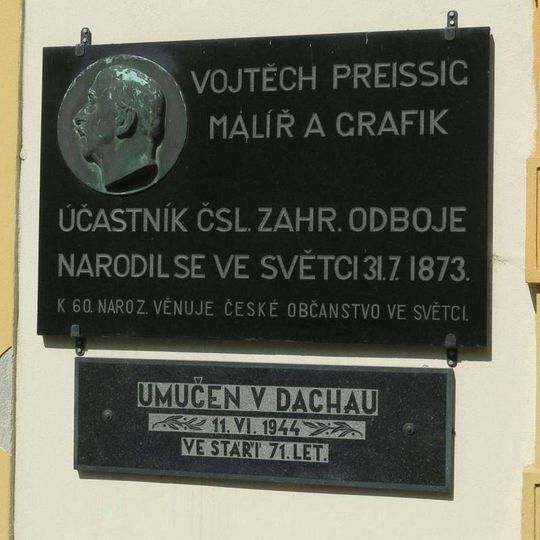 VOJTĚCH PREISSIG
MALÍŘ A GRAFIK
ÚČASTNÍK ČSL. ZAHR. ODBOJE
NARODIL SE VE SVĚTCI 31.7. 1873.
K 60. NAROZ. VĚNUJE ČESKÉ OBČANSTVO VE SVĚTCI.
UMUČEN V DACHAU
11. VI. 1944
VE STÁŘÍ 71. LET.